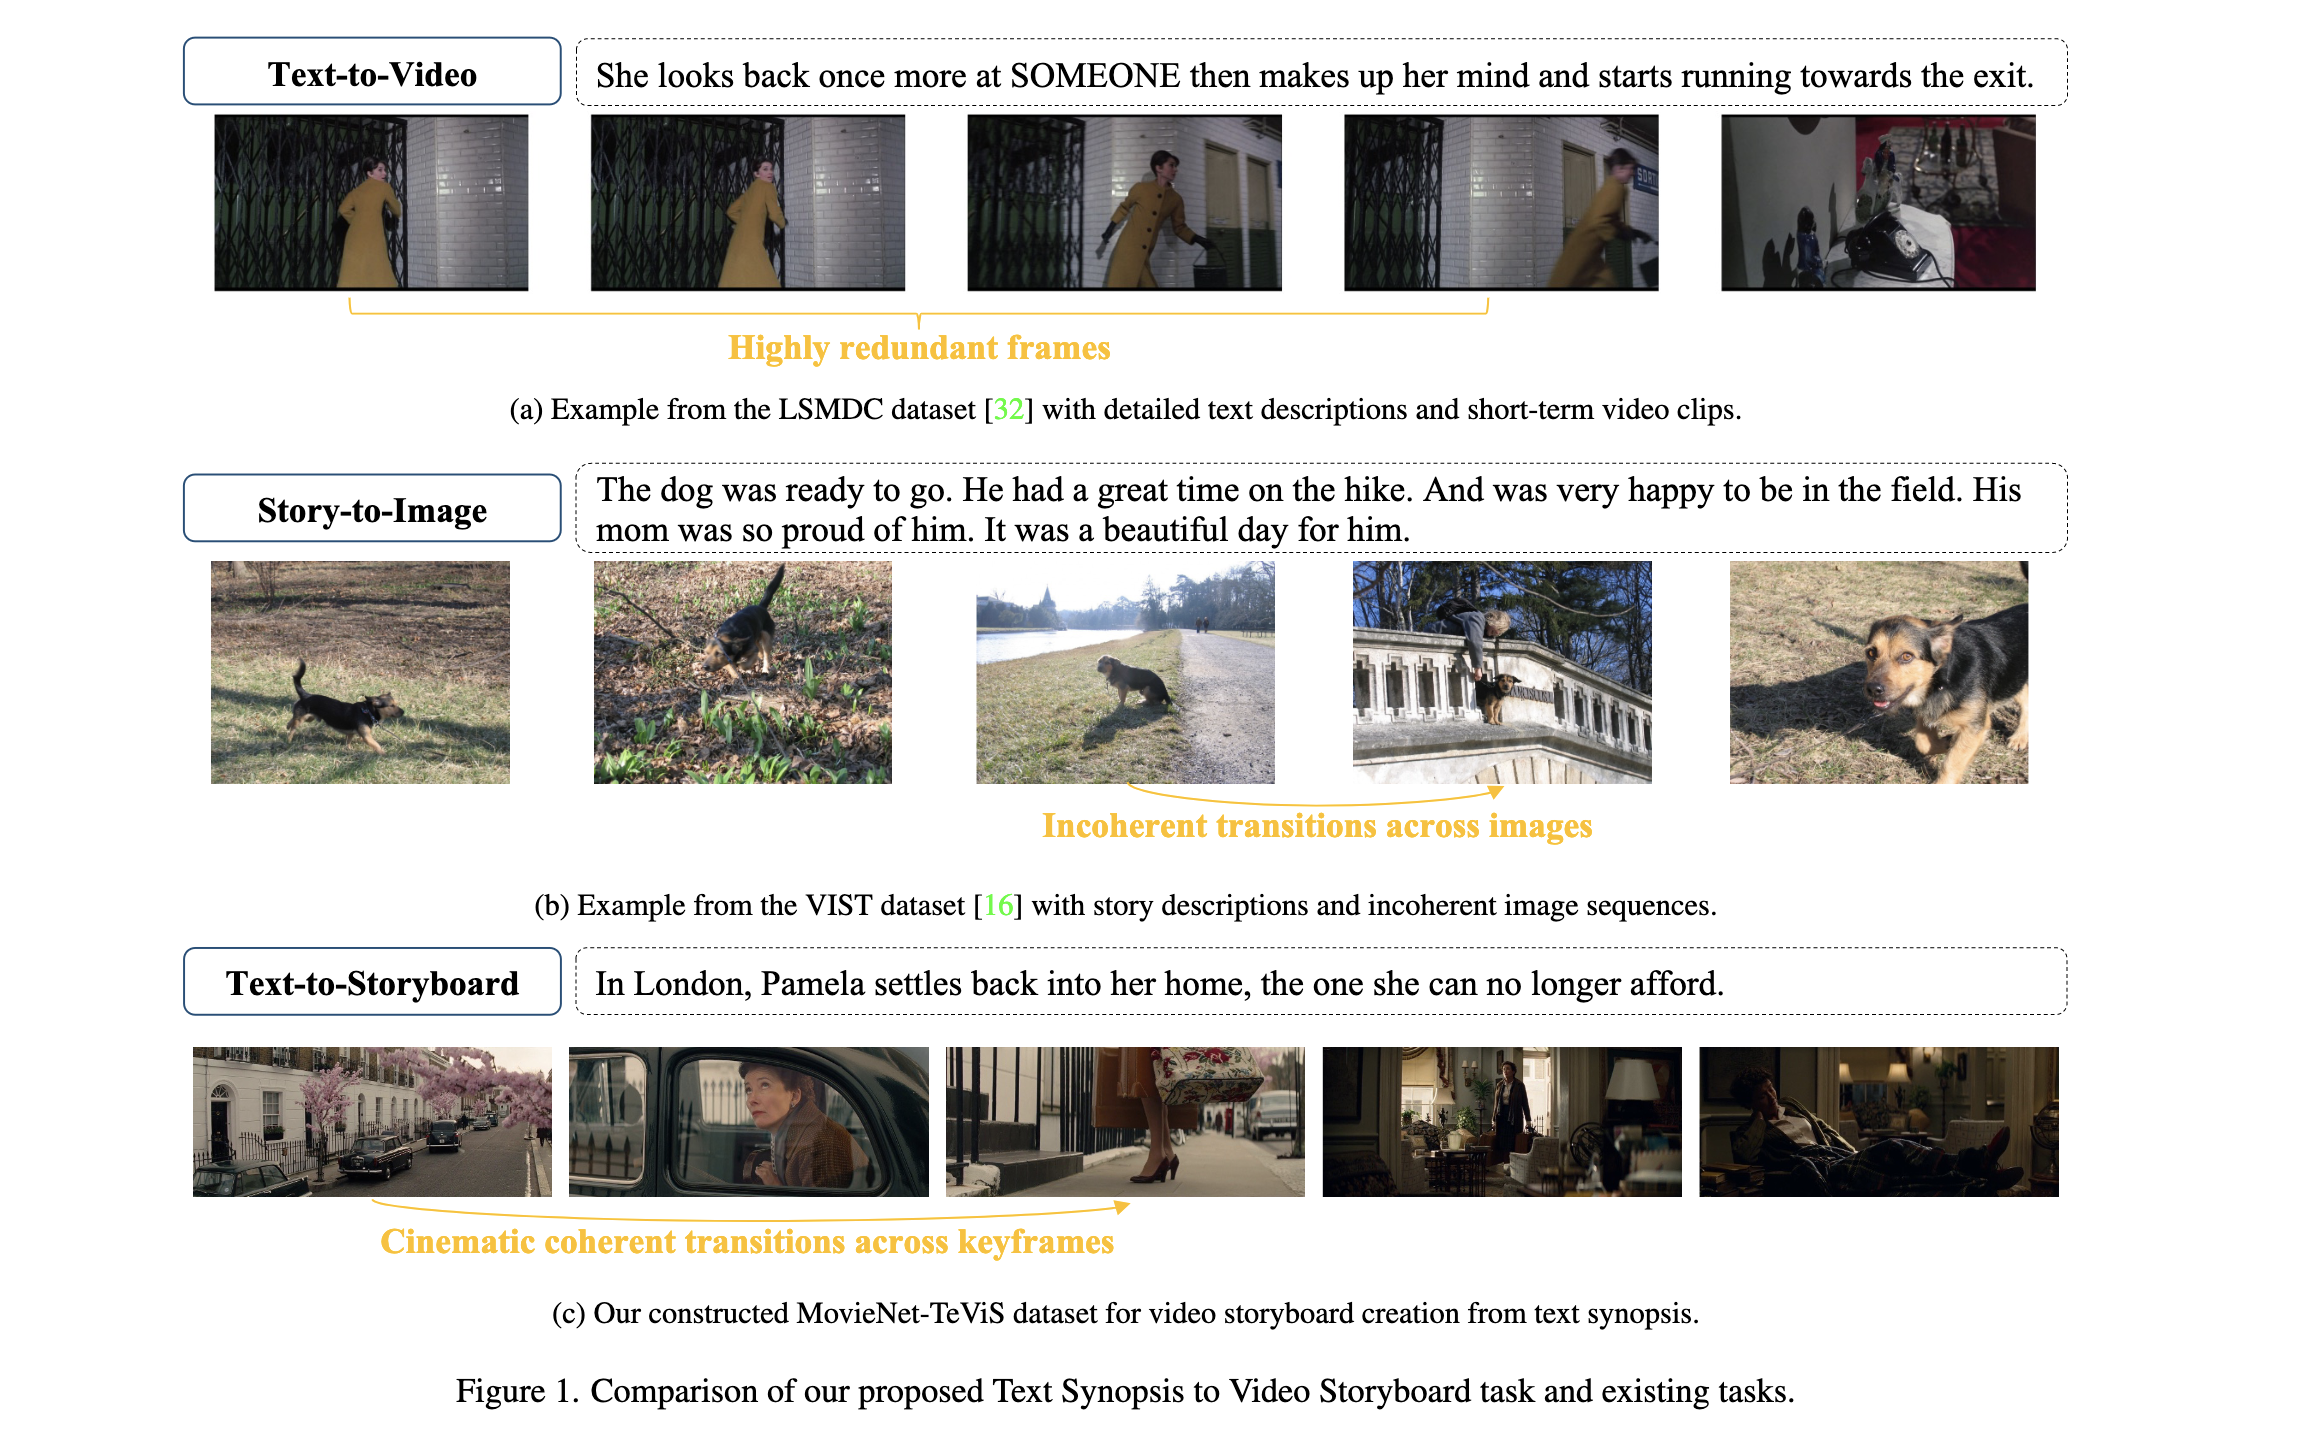 Text-to-Video
She looks back once more at SOMEONE then makes up her mind and starts running towards the exit.
SORTI
Highly redundant frames
(a) Example from the LSMDC dataset [32] with detailed text descriptions and short-term video clips.
Story-to-Image
The dog was ready to go. He had a great time on the hike. And was very happy to be in the field. His
mom was so proud of him. It was a beautiful day for him.
Incoherent transitions across images
(b) Example from the VIST dataset [16] with story descriptions and incoherent image sequences.
Text-to-Storyboard
In London, Pamela settles back into her home, the one she can no longer afford.
Cinematic coherent transitions across keyframes
(c) Our constructed MovieNet-TeViS dataset for video storyboard creation from text synopsis.
Figure 1. Comparison of our proposed Text Synopsis to Video Storyboard task and existing tasks.